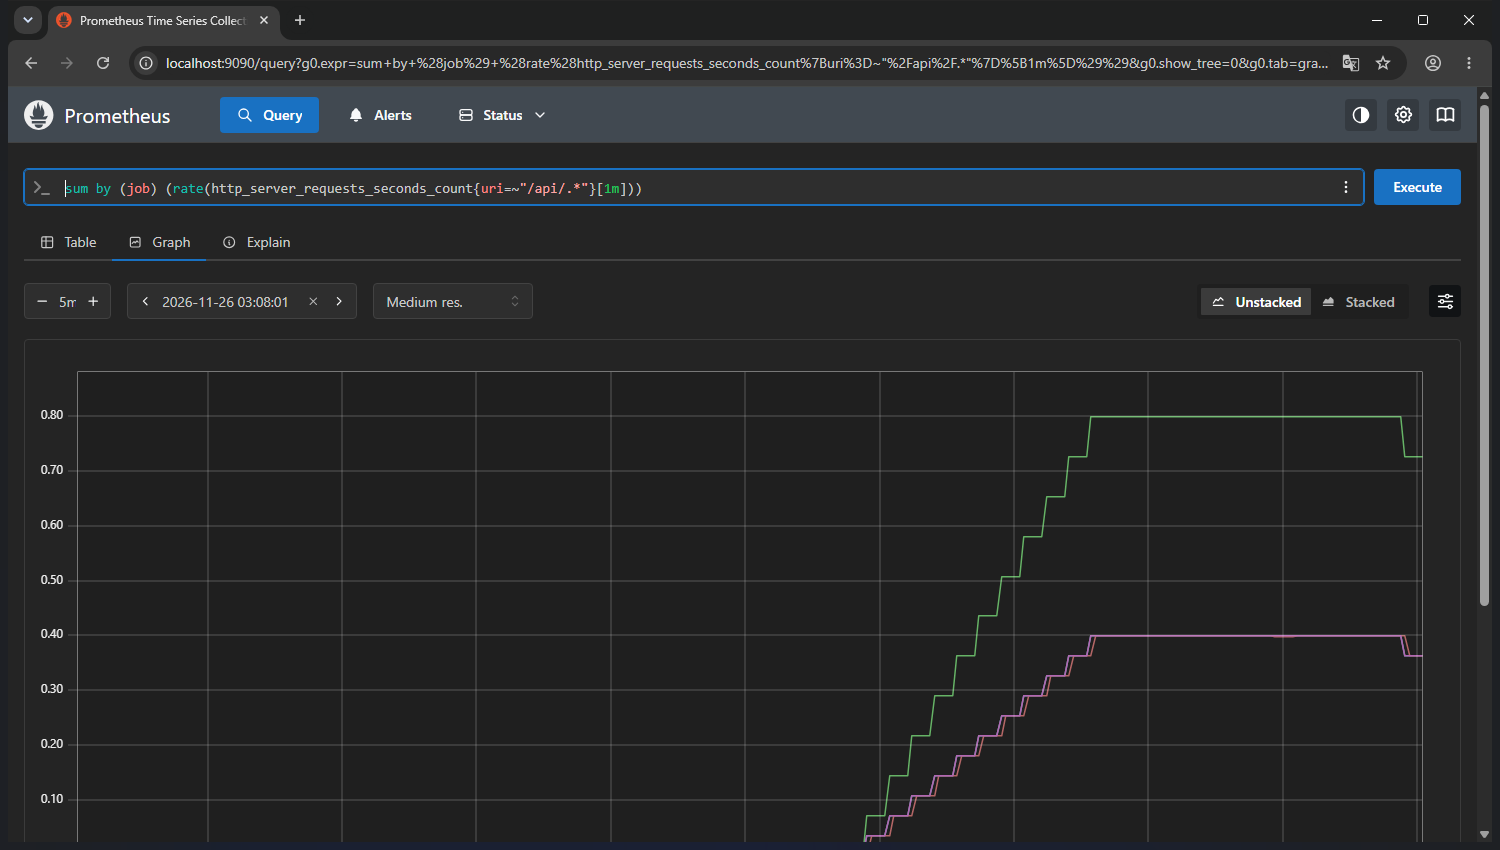 Prometheus Time Series Collect
localhost:9090/query?g0.expr=sum+by+%28job%29+%28rate%28http_server_requests_seconds_count%7Buri%3D~"%2Fapi%2F.*"%7D%5B1m%5D%29%29&g0.show_tree=0&g0.tab=gra...
Prometheus
Query
Alerts
Status
>_ sum by (job) (rate(http_server_requests_seconds_count{uri=~"/api/.*"}[1m]))
Execute
Table
Graph
Explain
5m
2026-11-26 03:08:01
Medium res.
Unstacked
Stacked
0.80
0.70
0.60
0.50
0.40
0.30
0.20
0.10